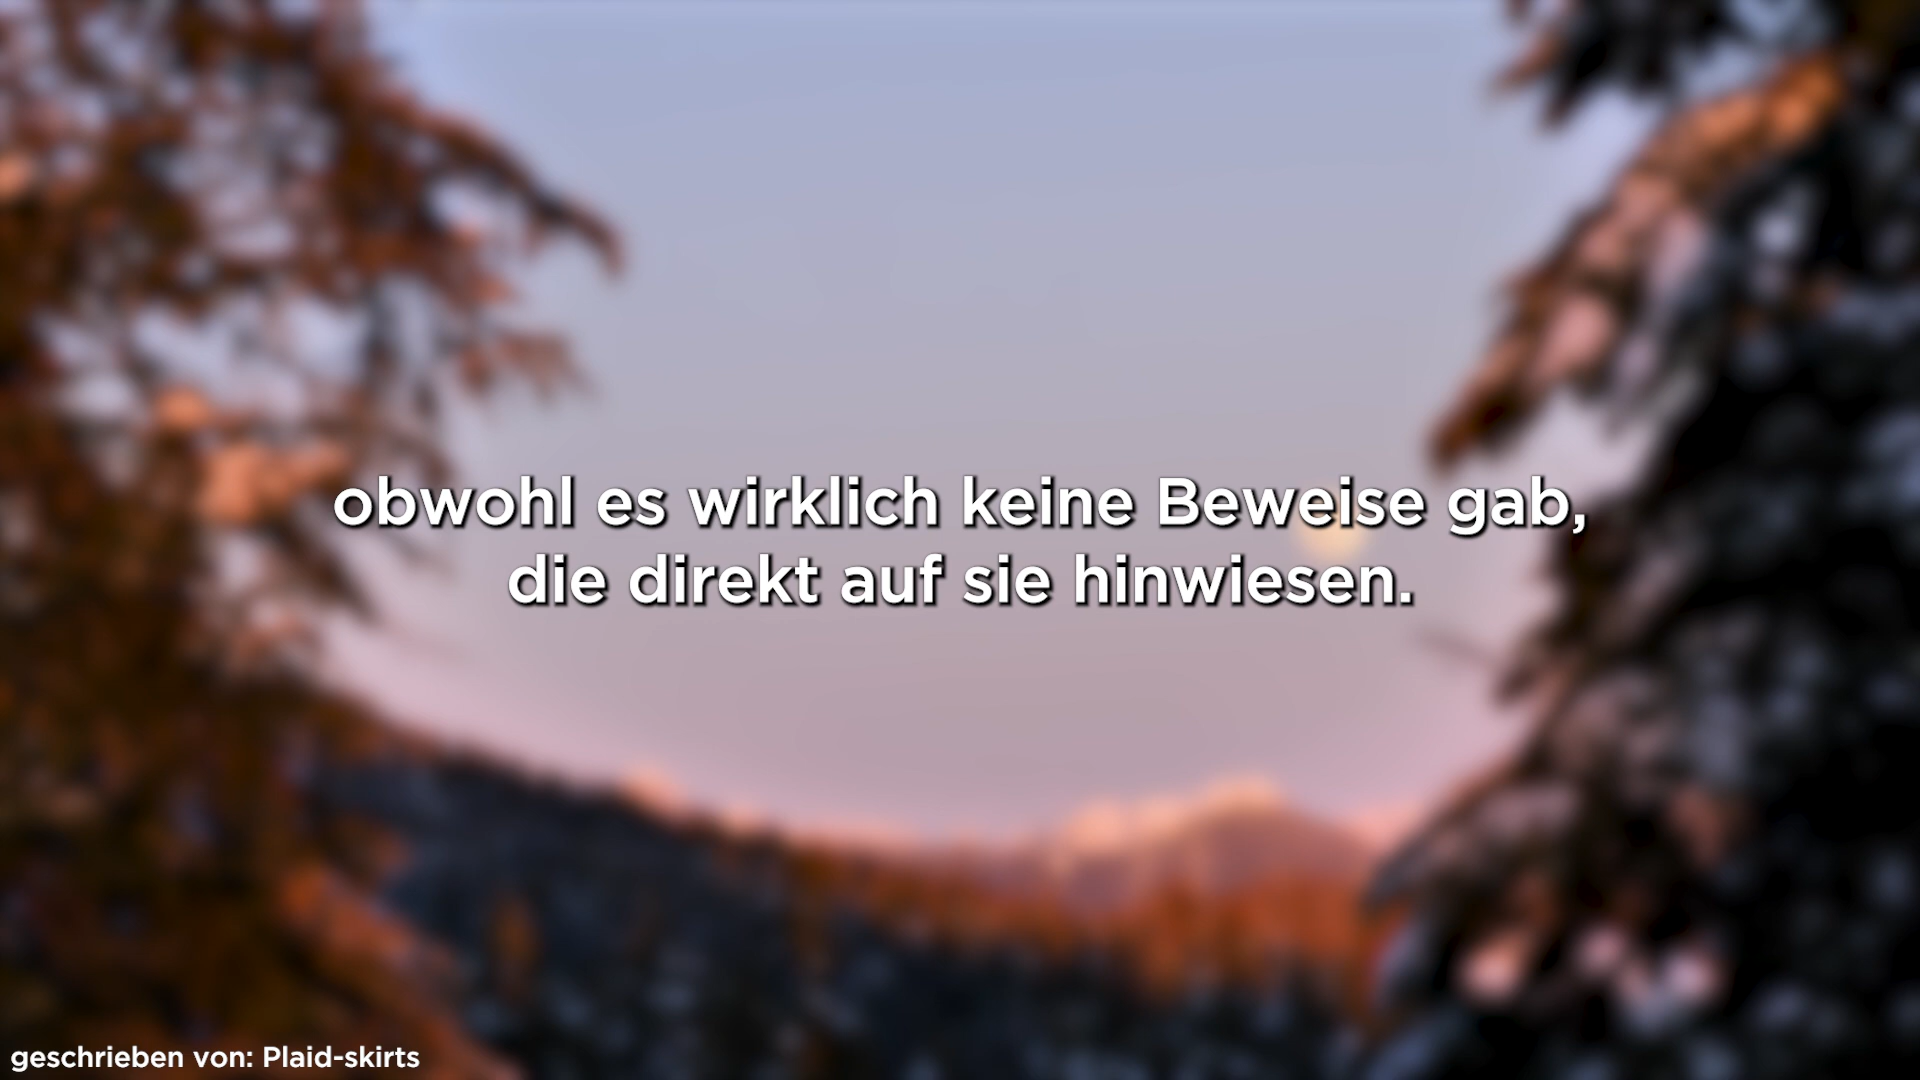 obwohl es wirklich keine Beweise gab,
die direkt auf sie hinwiesen.
geschrieben von: Plaid-skirts